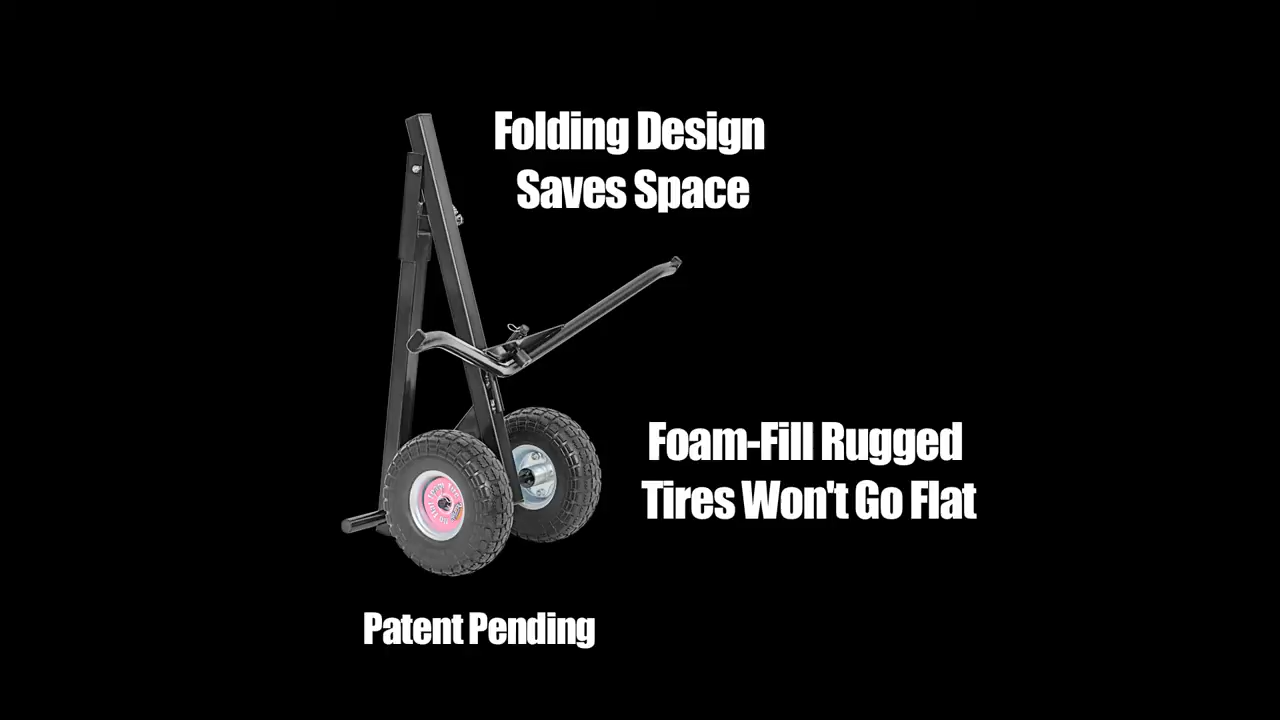 Folding Design
Saves Space
Foam-Fill Rugged
Tires Won't Go Flat
Patent Pending